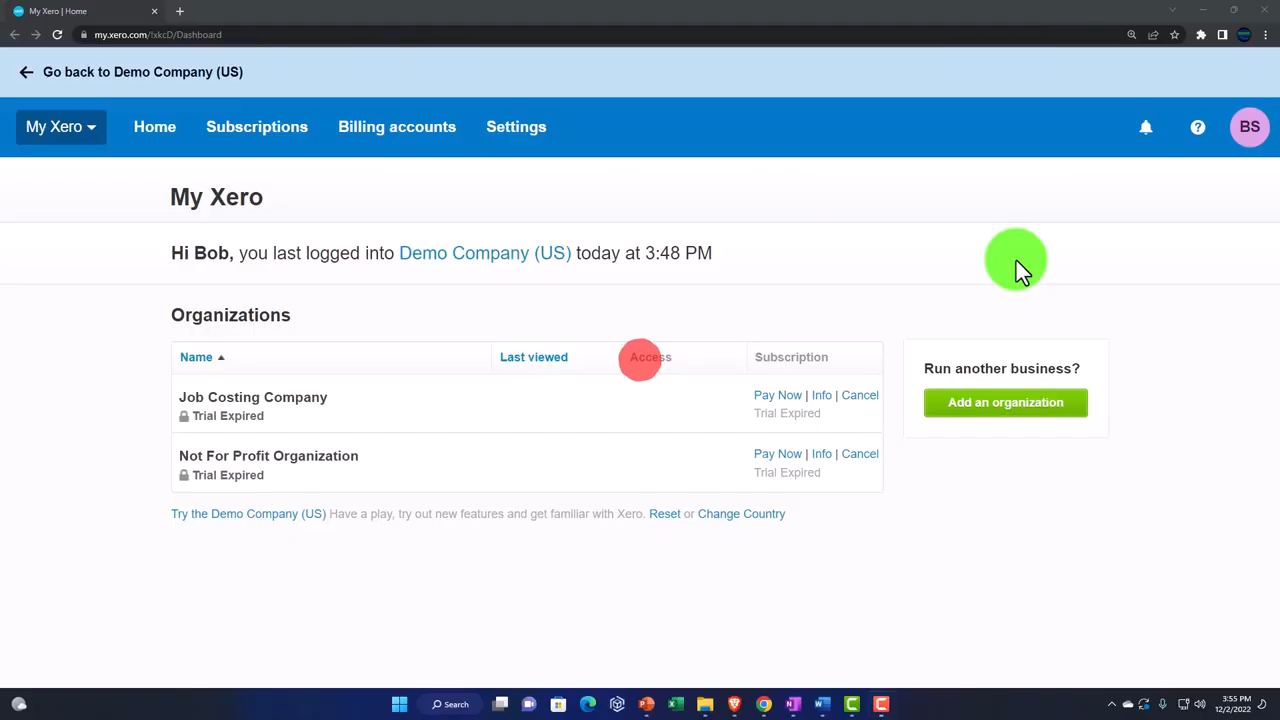 My Xero | Home
my.xero.com/!xkcD/Dashboard
Go back to Demo Company (US)
My Xero Home Subscriptions Billing accounts Settings BS
My Xero
Hi Bob, you last logged into Demo Company (US) today at 3:48 PM
Organizations
Name Last viewed Access Subscription
Job Costing Company
Trial Expired
Pay Now | Info | Cancel
Trial Expired
Not For Profit Organization
Trial Expired
Pay Now | Info | Cancel
Trial Expired
Run another business?
Add an organization
Try the Demo Company (US) Have a play, try out new features and get familiar with Xero. Reset or Change Country
Search
3:55 PM
12/2/2022